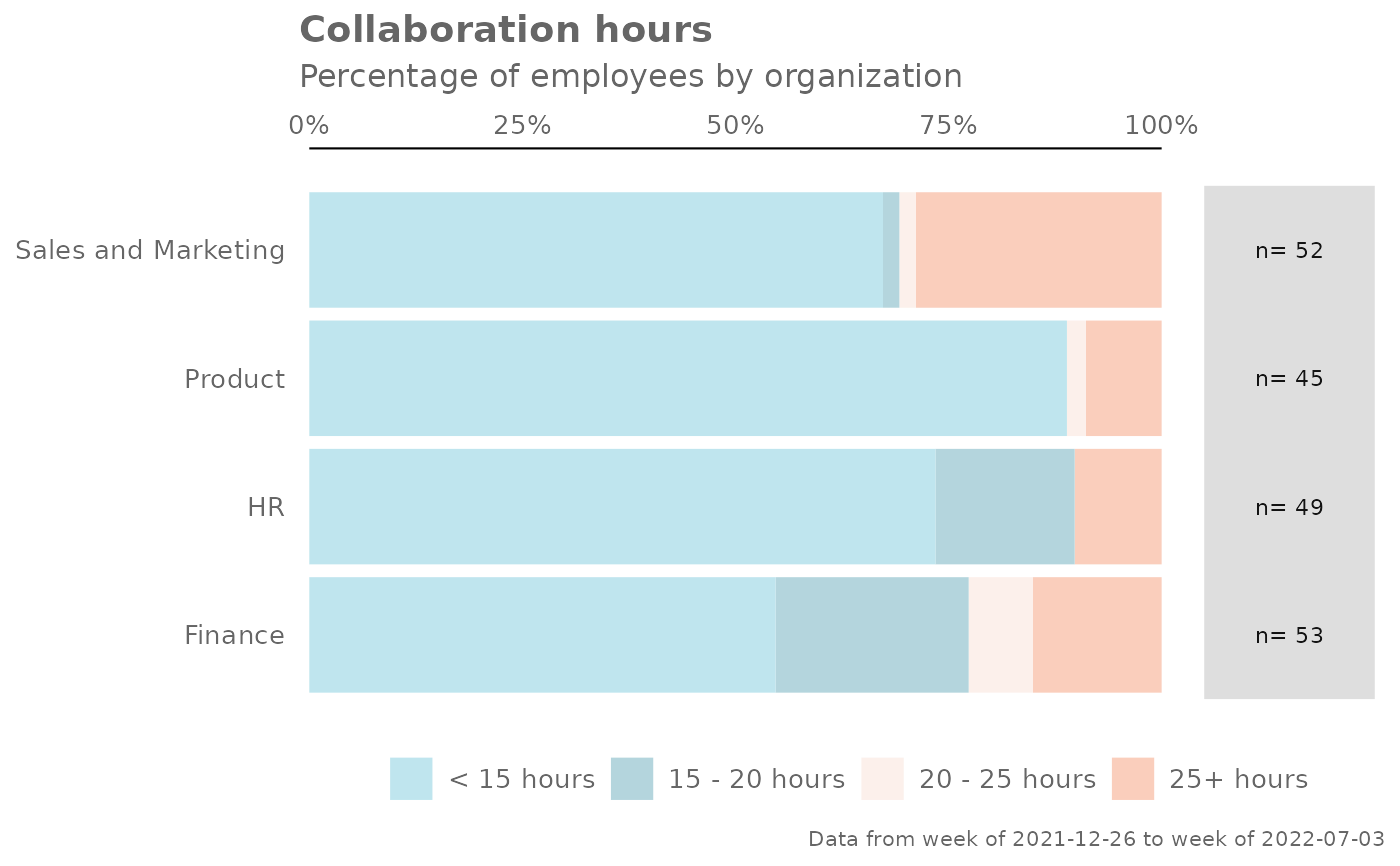 Collaboration hours
Percentage of employees by organization
0% 25% 50% 75% 100%
Sales and Marketing n= 52
Product n= 45
HR n= 49
Finance n= 53
< 15 hours 15 - 20 hours 20 - 25 hours 25+ hours
Data from week of 2021-12-26 to week of 2022-07-03